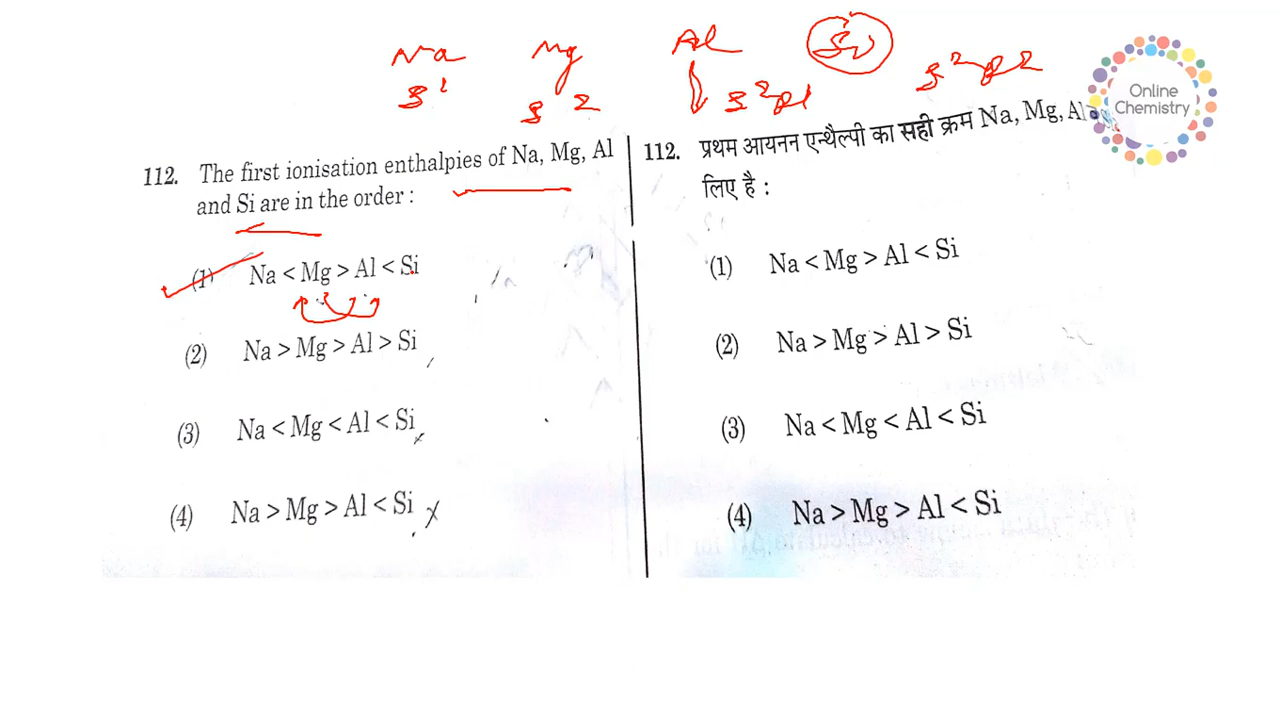 Na Mg Al Si
s¹ s² s²p¹ s²p²
Online
Chemistry
112. The first ionisation enthalpies of Na, Mg, Al
and Si are in the order :
(1) Na < Mg > Al < Si
(2) Na > Mg > Al > Si
(3) Na < Mg < Al < Si
(4) Na > Mg > Al < Si
112. प्रथम आयनन एन्थैल्पी का सही क्रम Na, Mg, Al
लिए है :
(1) Na < Mg > Al < Si
(2) Na > Mg > Al > Si
(3) Na < Mg < Al < Si
(4) Na > Mg > Al < Si